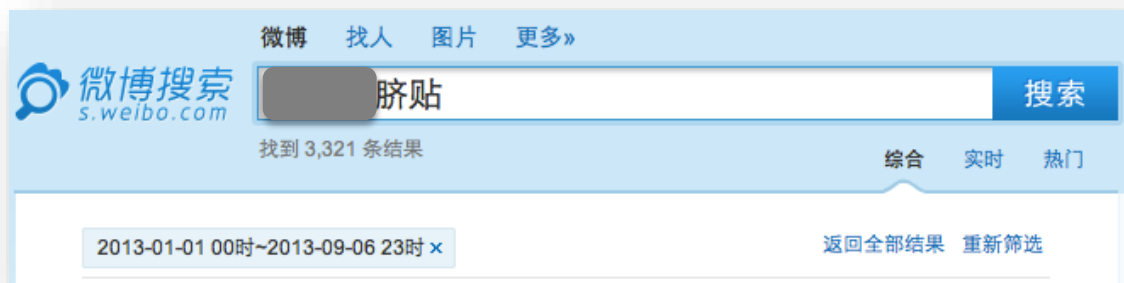 微博 找人 图片 更多»
微博搜索
s.weibo.com
脐贴 搜索
找到 3,321 条结果
综合 实时 热门
2013-01-01 00时~2013-09-06 23时 × 返回全部结果 重新筛选